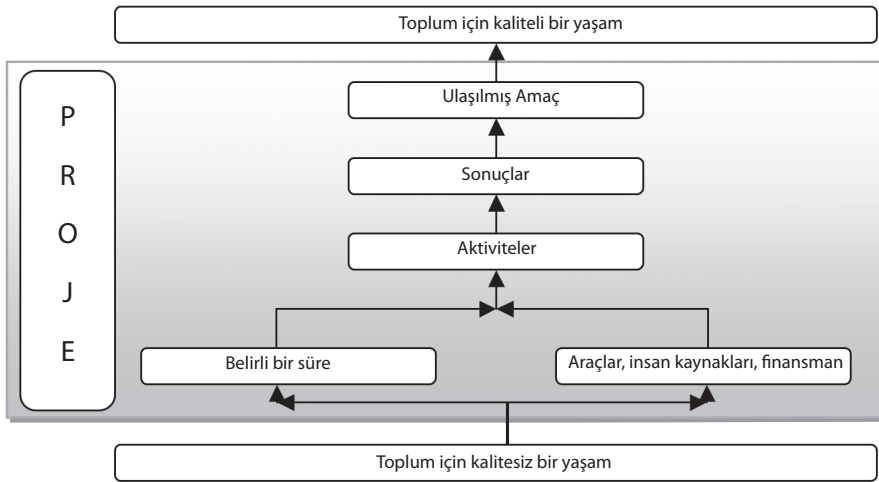 Toplum için kaliteli bir yaşam
P
R
O
J
E
Ulaşılmış Amaç
Sonuçlar
Aktiviteler
Belirli bir süre
Araçlar, insan kaynakları, finansman
Toplum için kalitesiz bir yaşam